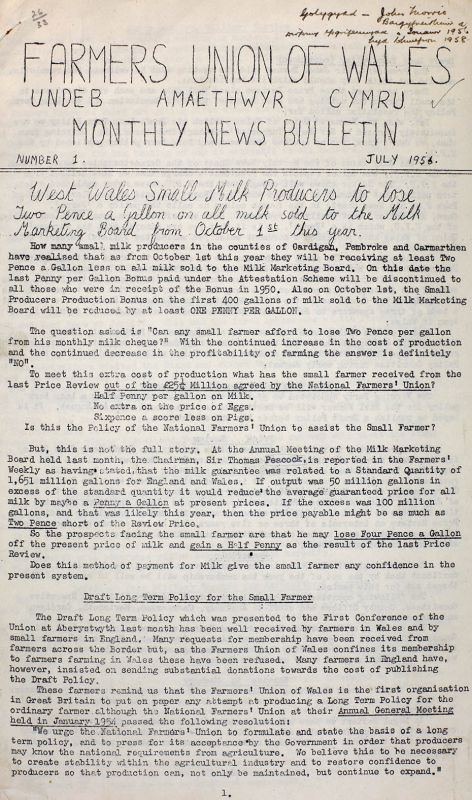 26
33
Golygydd - John Morris
FARMERS UNION OF WALES
UNDEB AMAETHWYR CYMRU
MONTHLY NEWS BULLETIN
NUMBER 1. JULY 1956.
West Wales Small Milk Producers to lose
Two Pence a Gallon on all milk sold to the Milk
Marketing Board from October 1st this year.
How many small milk producers in the counties of Cardigan, Pembroke and Carmarthen
have realised that as from October 1st this year they will be receiving at least Two
Pence a Gallon less on all milk sold to the Milk Marketing Board. On this date the
last Penny per Gallon Bonus paid under the Attestation Scheme will be discontinued to
all those who were in receipt of the Bonus in 1950. Also on October 1st, the Small
Producers Production Bonus on the first 400 gallons of milk sold to the Milk Marketing
Board will be reduced by at least ONE PENNY PER GALLON.
The question asked is "Can any small farmer afford to lose Two Pence per gallon
from his monthly milk cheque?" With the continued increase in the cost of production
and the continued decrease in the profitability of farming the answer is definitely
"NO".
To meet this extra cost of production what has the small farmer received from the
last Price Review out of the £25¼ Million agreed by the National Farmers' Union?
Half Penny per gallon on Milk.
No extra on the price of Eggs.
Sixpence a score less on Pigs.
Is this the Policy of the National Farmers' Union to assist the Small Farmer?
But, this is not the full story. At the Annual Meeting of the Milk Marketing
Board held last month, the Chairman, Sir Thomas Peacock, is reported in the Farmers'
Weekly as having stated that the milk guarantee was related to a Standard Quantity of
1,651 million gallons for England and Wales. If output was 50 million gallons in
excess of the standard quantity it would reduce the average guaranteed price for all
milk by maybe a Penny a Gallon at present prices. If the excess was 100 million
gallons, and that was likely this year, then the price payable might be as much as
Two Pence short of the Review Price.
So the prospects facing the small farmer are that he may lose Four Pence a Gallon
off the present price of milk and gain a Half Penny as the result of the last Price
Review.
Does this method of payment for Milk give the small farmer any confidence in the
present system.
Draft Long Term Policy for the Small Farmer
The Draft Long Term Policy which was presented to the First Conference of the
Union at Aberystwyth last month has been well received by farmers in Wales and by
small farmers in England. Many requests for membership have been received from
farmers across the Border but, as the Farmers Union of Wales confines its membership
to farmers farming in Wales these have been refused. Many farmers in England have,
however, insisted on sending substantial donations towards the cost of publishing
the Draft Policy.
These farmers remind us that the Farmers' Union of Wales is the first organisation
in Great Britain to put on paper any attempt at producing a Long Term Policy for the
ordinary farmer although the National Farmers' Union at their Annual General Meeting
held in January 1954 passed the following resolution:
"We urge the National Farmers' Union to formulate and state the basis of a long
term policy, and to press for its acceptance by the Government in order that producers
may know the national requirements from agriculture. We believe this to be necessary
to create stability within the agricultural industry and to restore confidence to
producers so that production can, not only be maintained, but continue to expand."
1.